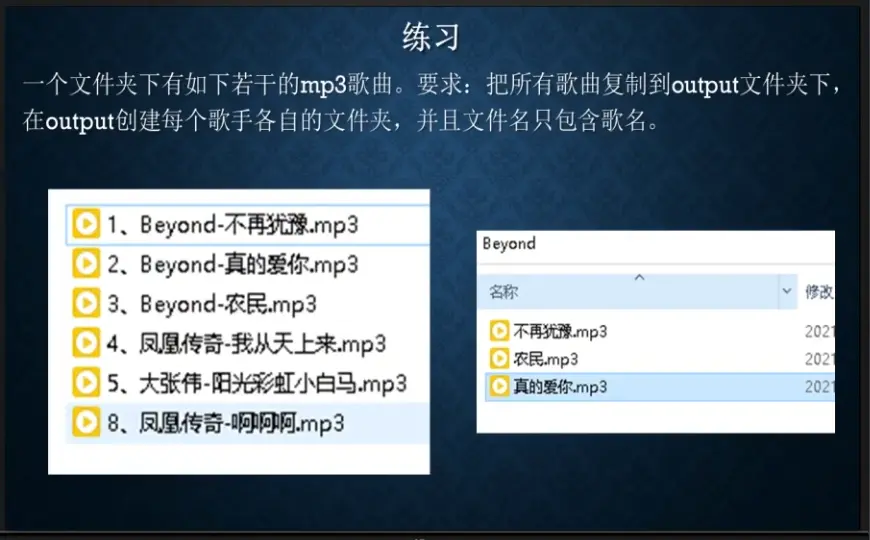 练习
一个文件夹下有如下若干的mp3歌曲。要求：把所有歌曲复制到output文件夹下，
在output创建每个歌手各自的文件夹，并且文件名只包含歌名。
1、Beyond-不再犹豫.mp3
2、Beyond-真的爱你.mp3
3、Beyond-农民.mp3
4、凤凰传奇-我从天上来.mp3
5、大张伟-阳光彩虹小白马.mp3
8、凤凰传奇-啊啊啊.mp3
Beyond
名称 修改
不再犹豫.mp3 2021
农民.mp3 2021
真的爱你.mp3 2021